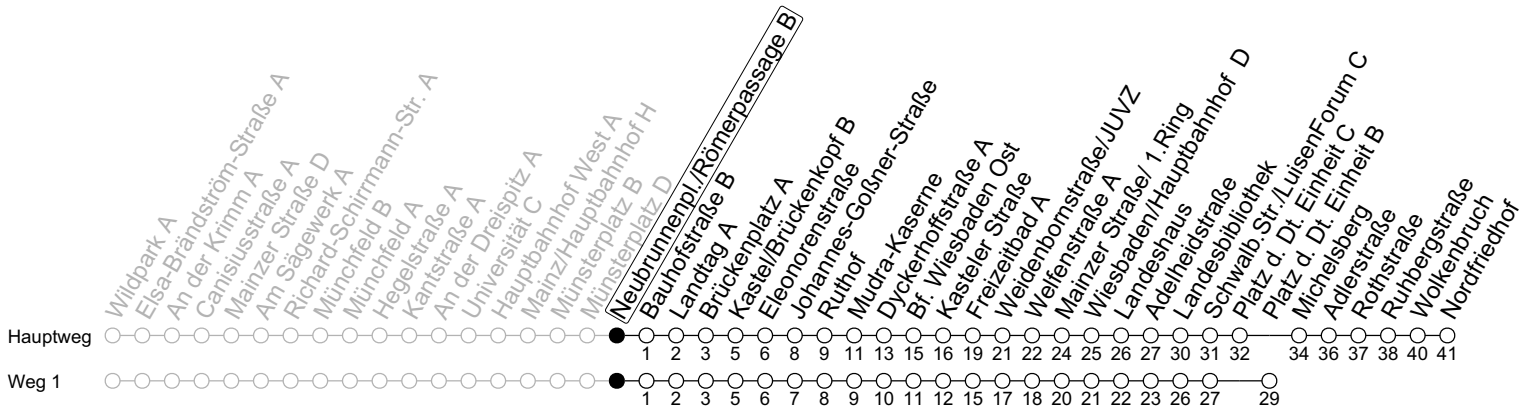 Wildpark A
Elsa-Brändström-Straße A
An der Krimm A
Canisiusstraße A
Mainzer Straße D
Am Sägewerk A
Richard-Schirrmann-Str. A
Münchfeld B
Münchfeld A
Hegelstraße A
Kantstraße A
An der Dreispitz A
Universität C
Hauptbahnhof West A
Mainz/Hauptbahnhof H
Münsterplatz B
Münsterplatz D
Neubrunnenpl./Römerpassage B
Bauhofstraße B
Landtag A
Brückenplatz A
Kastel/Brückenkopf B
Eleonorenstraße
Johannes-Goßner-Straße
Ruthof
Mudra-Kaserne
Dyckerhoffstraße A
Bf. Wiesbaden Ost
Kasteler Straße
Freizeitbad A
Weidenbornstraße/JUVZ
Welfenstraße A
Mainzer Straße/ 1.Ring
Wiesbaden/Hauptbahnhof D
Landeshaus
Adelheidstraße
Landesbibliothek
Schwalb.Str./LuisenForum C
Platz d. Dt. Einheit C
Platz d. Dt. Einheit B
Michelsberg
Adlerstraße
Rothstraße
Ruhbergstraße
Wolkenbruch
Nordfriedhof
Hauptweg
1 2 3 5 6 8 9 11 13 15 16 19 21 22 24 25 26 27 30 31 32 34 36 37 38 40 41
Weg 1
1 2 3 5 6 7 8 9 10 11 12 15 17 18 20 21 22 23 26 27 29